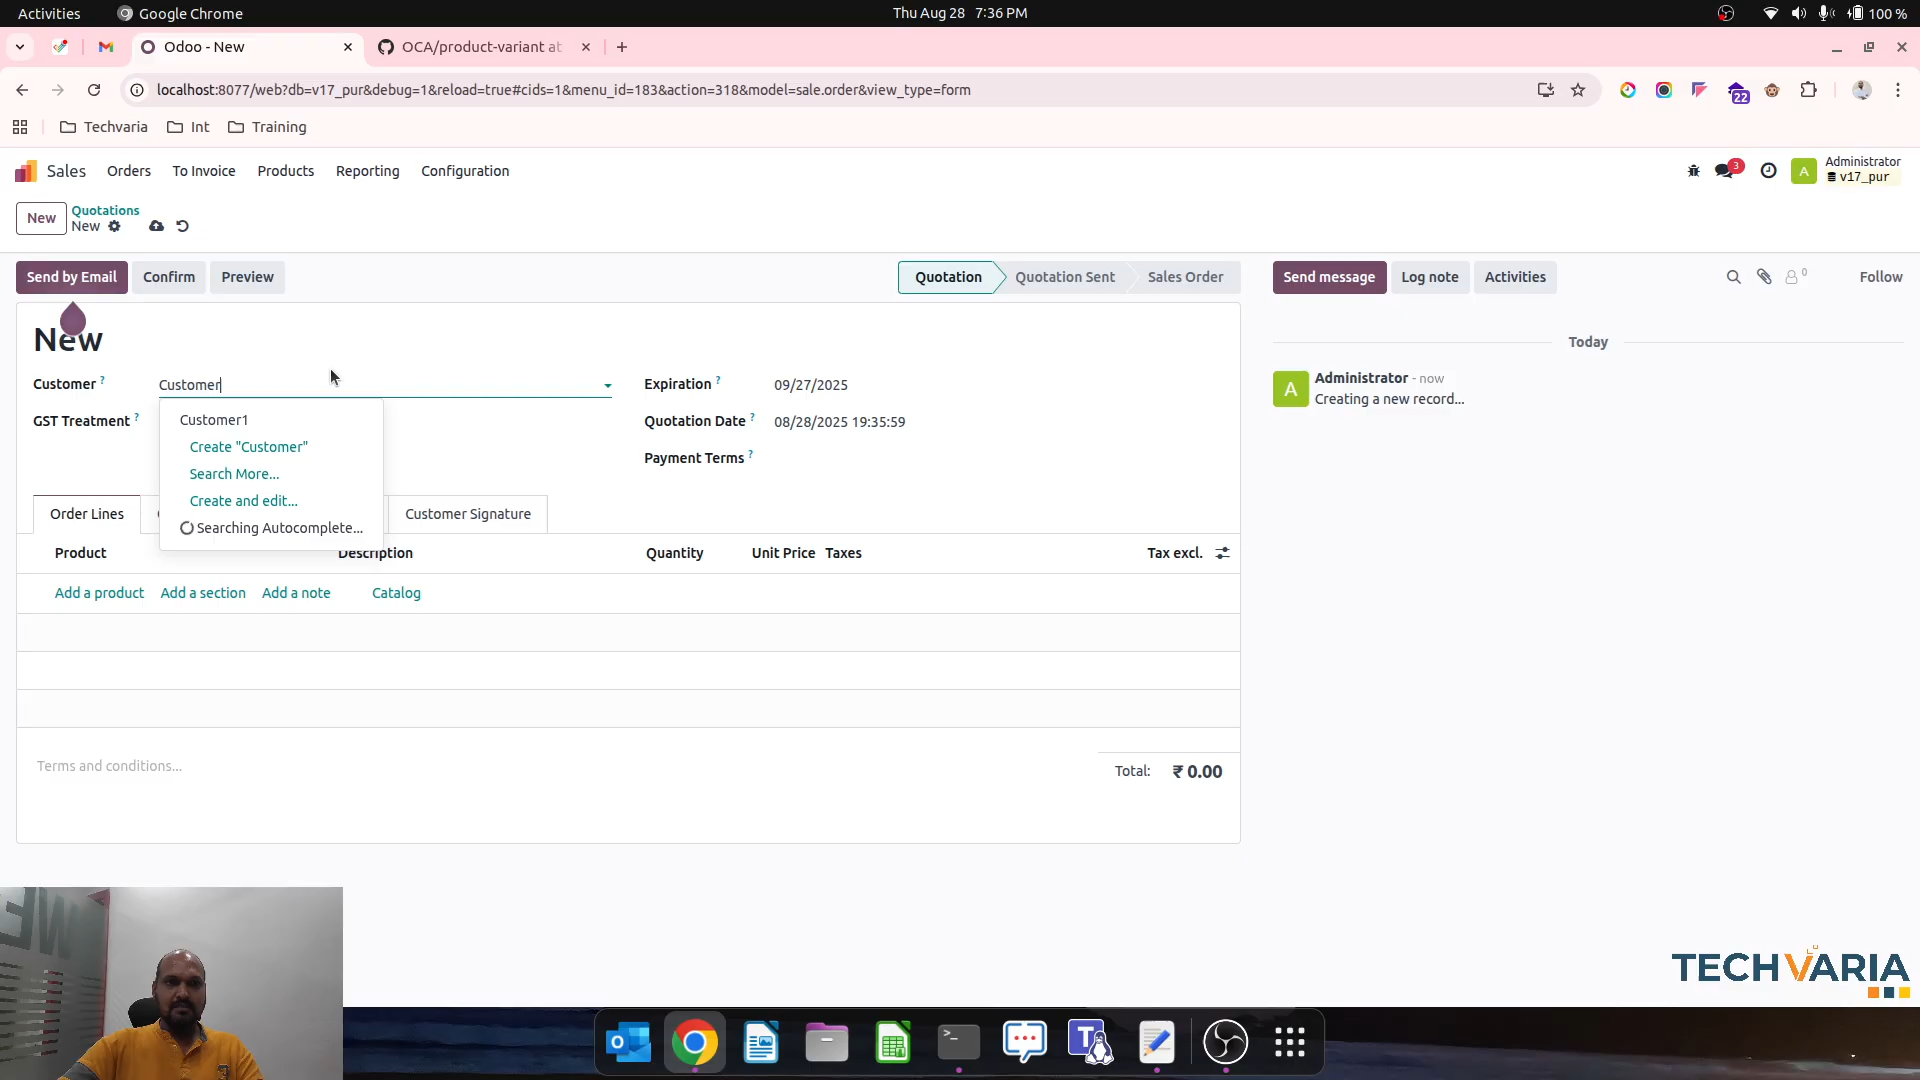 Activities
Google Chrome
Thu Aug 28 7:36 PM
100 %
Odoo - New
OCA/product-variant at
localhost:8077/web?db=v17_pur&debug=1&reload=true#cids=1&menu_id=183&action=318&model=sale.order&view_type=form
22
Techvaria
Int
Training
Sales
Orders
To Invoice
Products
Reporting
Configuration
3
A
Administrator
v17_pur
New
Quotations
New
Send by Email
Confirm
Preview
Quotation
Quotation Sent
Sales Order
Send message
Log note
Activities
0
Follow
New
Today
Customer ?
Customer
Expiration ?
09/27/2025
A
Administrator - now
Creating a new record...
GST Treatment ?
Customer1
Quotation Date ?
08/28/2025 19:35:59
Create "Customer"
Payment Terms ?
Search More...
Create and edit...
Searching Autocomplete...
Order Lines
Customer Signature
Product
Description
Quantity
Unit Price
Taxes
Tax excl.
Add a product
Add a section
Add a note
Catalog
Terms and conditions...
Total:
₹ 0.00
TECHVARIA